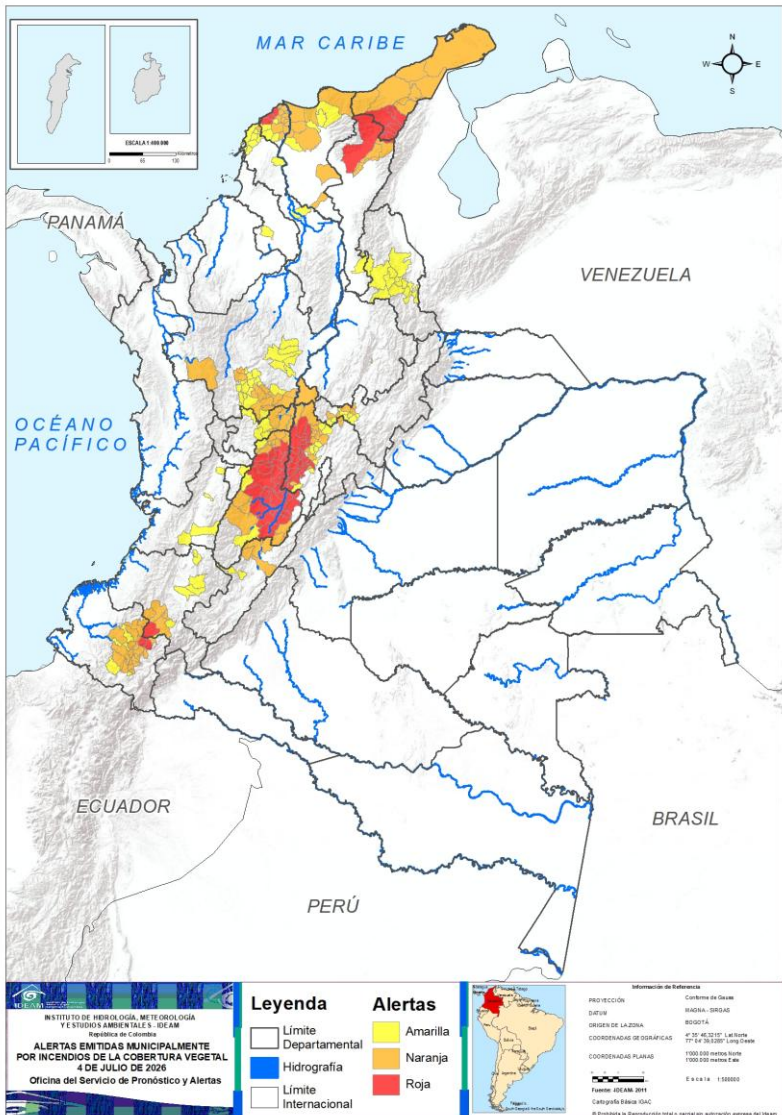 MAR CARIBE
N
W
E
S
ESCALA 1:400.000
PANAMÁ
VENEZUELA
OCÉANO
PACÍFICO
ECUADOR
BRASIL
PERÚ
IDEAM
INSTITUTO DE HIDROLOGÍA, METEOROLOGÍA
Y ESTUDIOS AMBIENTALES - IDEAM
República de Colombia
ALERTAS EMITIDAS MUNICIPALMENTE
POR INCENDIOS DE LA COBERTURA VEGETAL
4 DE JULIO DE 2026
Oficina del Servicio de Pronóstico y Alertas
Leyenda
Límite
Departamental
Hidrografía
Límite
Internacional
Alertas
Amarilla
Naranja
Roja
Información de Referencia
PROYECCIÓN Conforme de Gauss
DATUM MAGNA - SIRGAS
ORIGEN DE LA ZONA BOGOTÁ
COORDENADAS GEOGRÁFICAS
COORDENADAS PLANAS 1'000.000 metros Norte
1'000.000 metros Este
Fuente: IDEAM 2011
Cartografía Básica IGAC